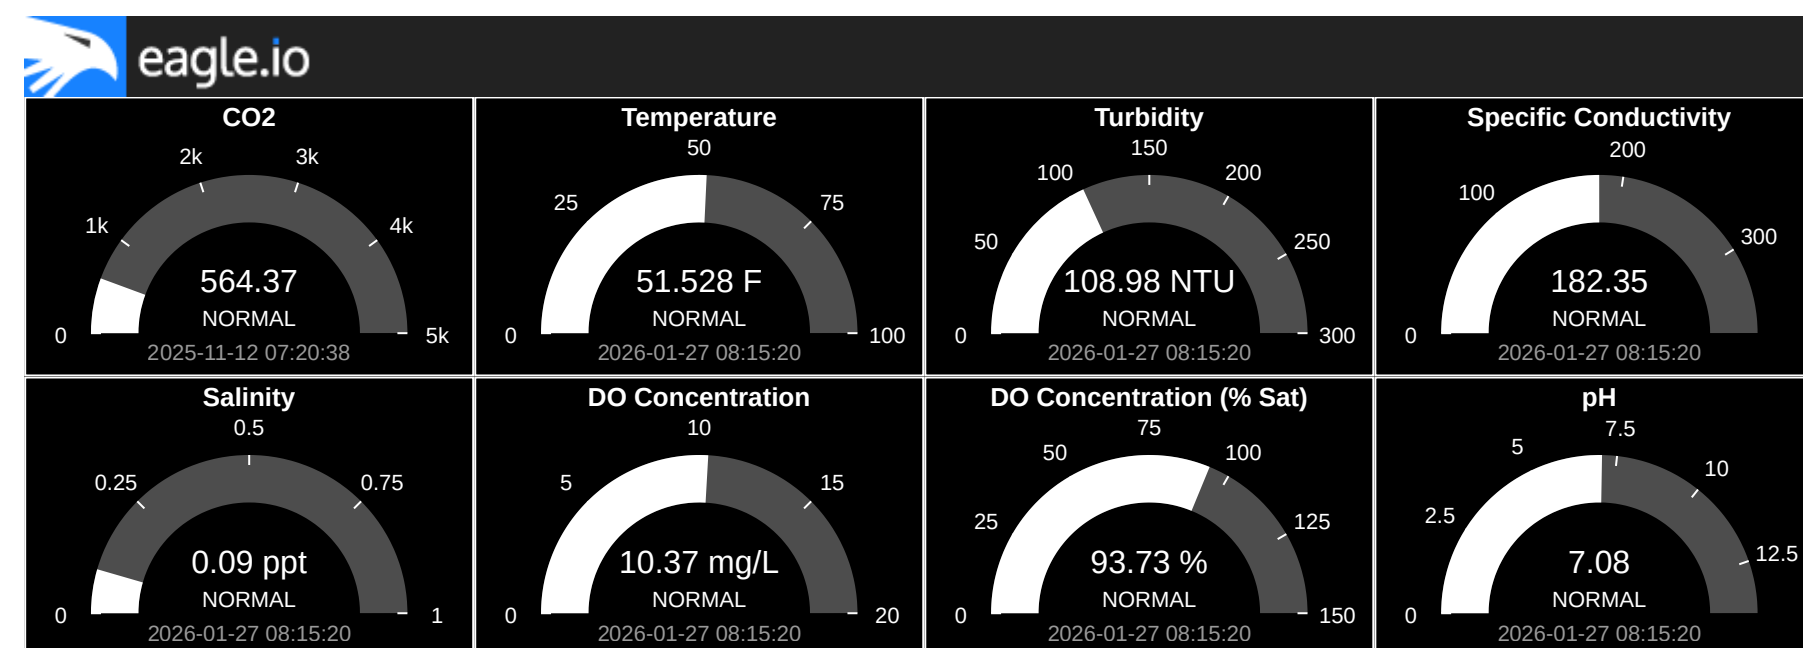 eagle.io
CO2
2k 3k
1k 4k
564.37
NORMAL
0 5k
2025-11-12 07:20:38
Temperature
50
25 75
51.528 F
NORMAL
0 100
2026-01-27 08:15:20
Turbidity
150
100 200
50 250
108.98 NTU
NORMAL
0 300
2026-01-27 08:15:20
Specific Conductivity
200
100
300
182.35
NORMAL
0
2026-01-27 08:15:20
Salinity
0.5
0.25 0.75
0.09 ppt
NORMAL
0 1
2026-01-27 08:15:20
DO Concentration
10
5 15
10.37 mg/L
NORMAL
0 20
2026-01-27 08:15:20
DO Concentration (% Sat)
75
50 100
25 125
93.73 %
NORMAL
0 150
2026-01-27 08:15:20
pH
7.5
5
10
2.5
12.5
7.08
NORMAL
0
2026-01-27 08:15:20